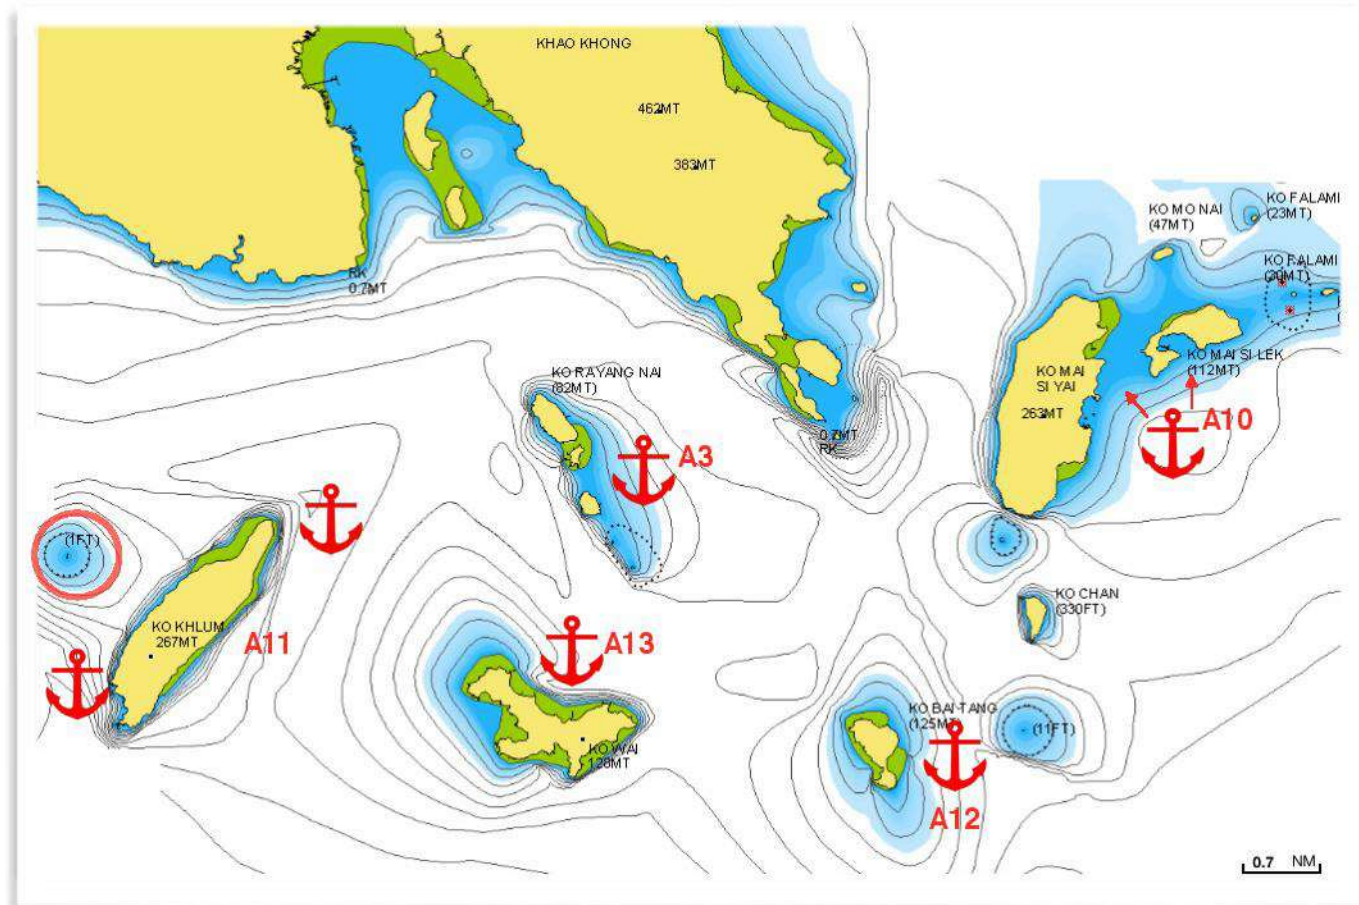 KHAO KHONG
462MT
383MT
KO FALAMI
(23MT)
KO MO NAI
(47MT)
KO FALAMI
(30MT)
RK
0.7MT
KO MAI SI LEK
(112MT)
KO RAYANG NAI
(82MT)
KO MAI
SI YAI
263MT
A10
0.7MT
RK
A3
(1FT)
KO CHAN
(330FT)
KO KHLUM
267MT
A11
A13
KO BAI TANG
(125MT)
(11FT)
KO WAI
128MT
A12
0.7 NM